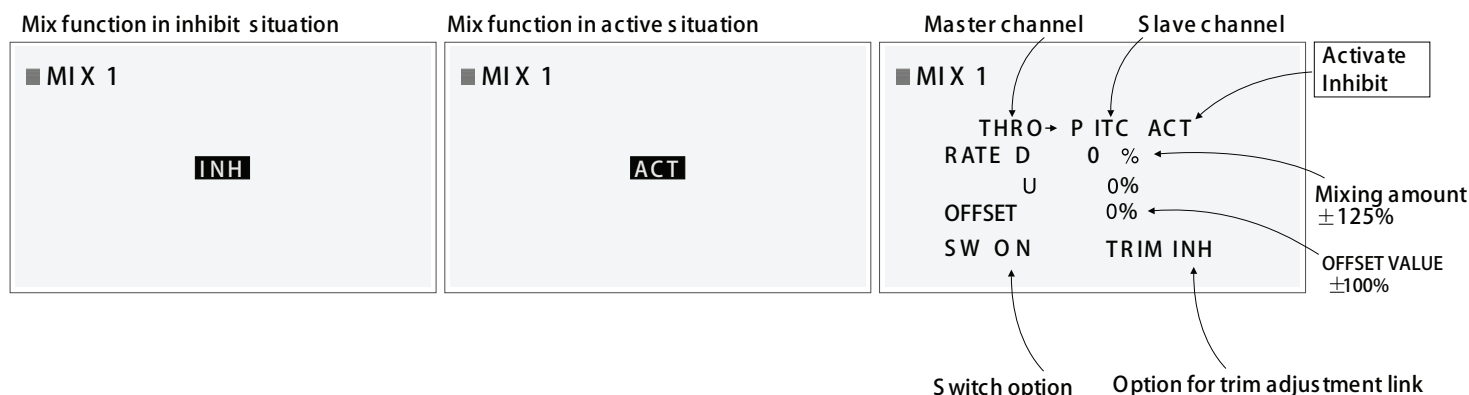 Mix function in inhibit situation
MIX 1
INH
Mix function in active situation
MIX 1
ACT
Master channel
Slave channel
MIX 1
THRO→ PITC ACT
RATE D 0 %
U 0%
OFFSET 0%
SW ON TRIM INH
Activate
Inhibit
Mixing amount
±125%
OFFSET VALUE
±100%
Switch option
Option for trim adjustment link